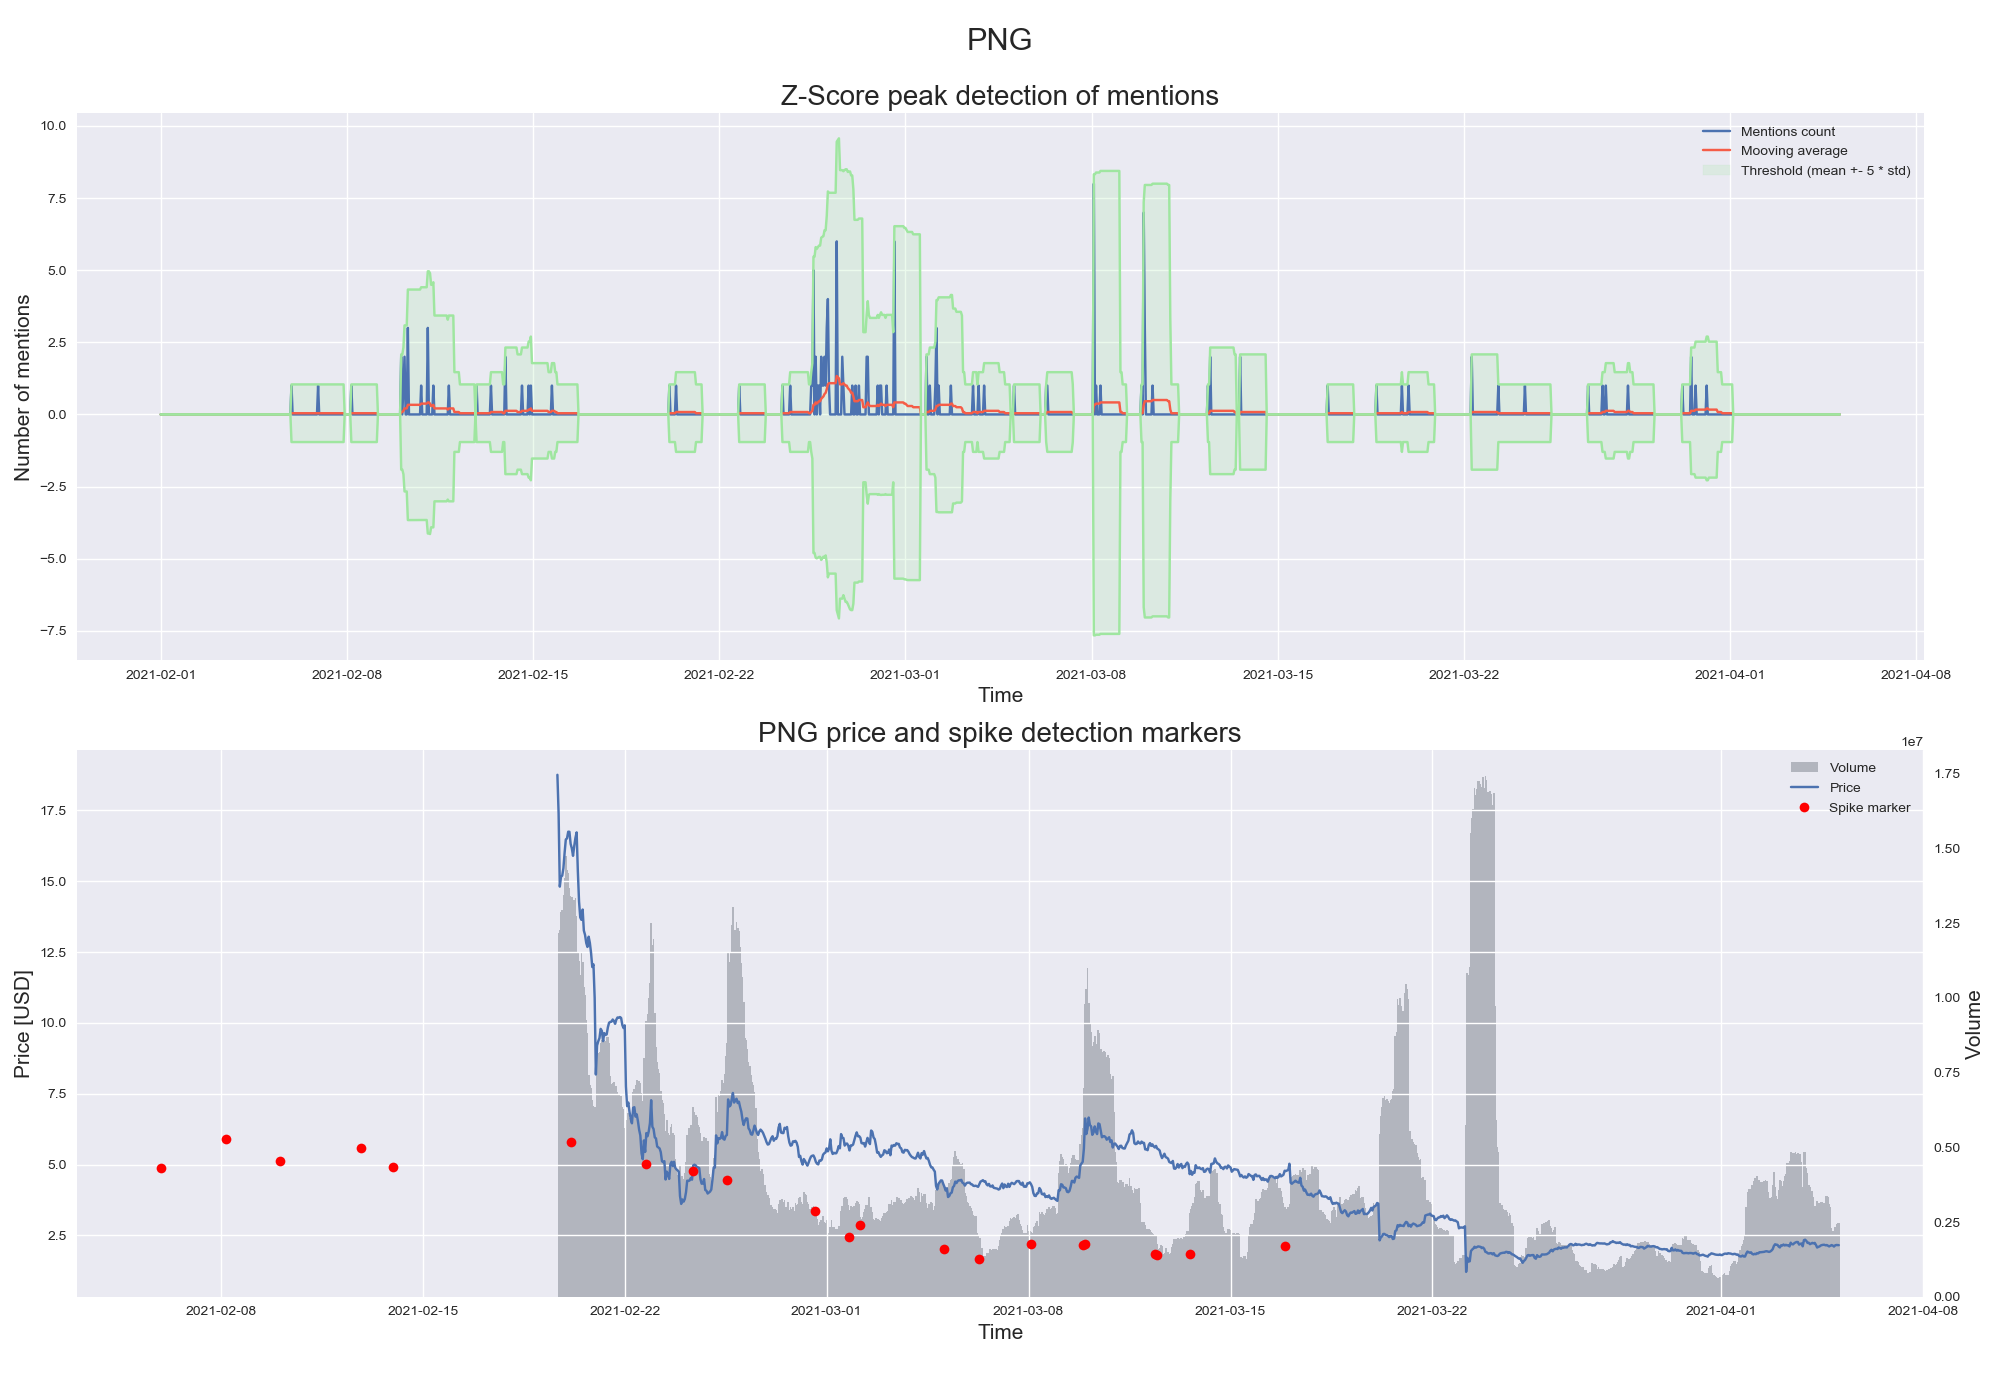 PNG
Z-Score peak detection of mentions
10.0
7.5
5.0
2.5
0.0
−2.5
−5.0
−7.5
Number of mentions
Mentions count
Mooving average
Threshold (mean +- 5 * std)
2021-02-01 2021-02-08 2021-02-15 2021-02-22 2021-03-01 2021-03-08 2021-03-15 2021-03-22 2021-04-01 2021-04-08
Time
PNG price and spike detection markers
1e7
17.5
15.0
12.5
10.0
7.5
5.0
2.5
Price [USD]
Volume
Price
Spike marker
1.75
1.50
1.25
1.00
0.75
0.50
0.25
0.00
Volume
2021-02-08 2021-02-15 2021-02-22 2021-03-01 2021-03-08 2021-03-15 2021-03-22 2021-04-01 2021-04-08
Time